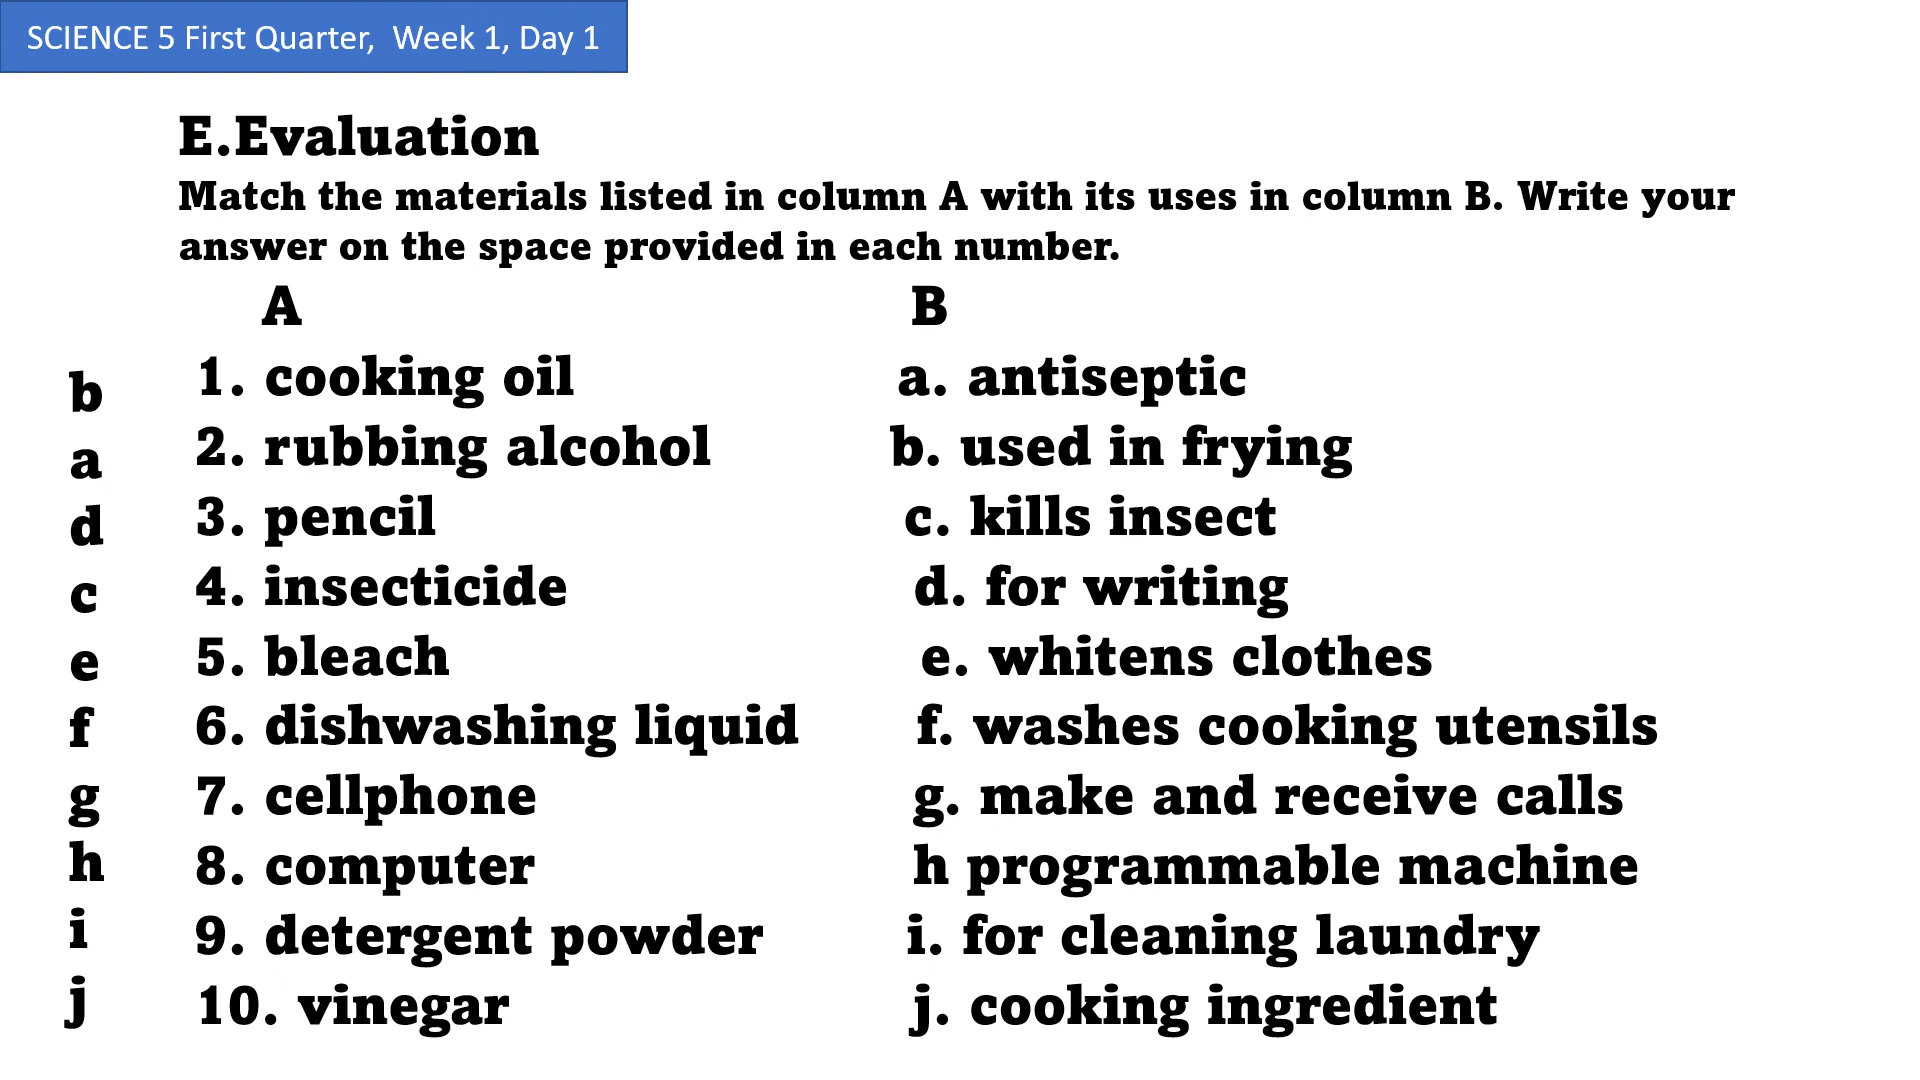 SCIENCE 5 First Quarter, Week 1, Day 1
E.Evaluation
Match the materials listed in column A with its uses in column B. Write your
answer on the space provided in each number.
A B
b 1. cooking oil a. antiseptic
a 2. rubbing alcohol b. used in frying
d 3. pencil c. kills insect
c 4. insecticide d. for writing
e 5. bleach e. whitens clothes
f 6. dishwashing liquid f. washes cooking utensils
g 7. cellphone g. make and receive calls
h 8. computer h programmable machine
i 9. detergent powder i. for cleaning laundry
j 10. vinegar j. cooking ingredient